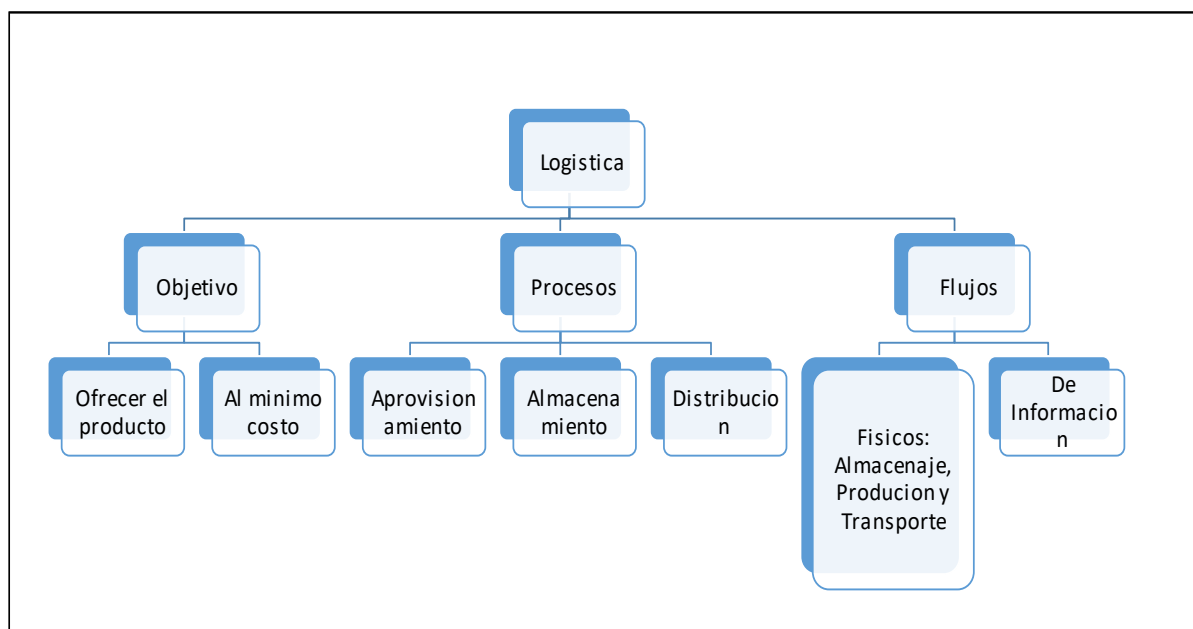 Logistica
Objetivo
Procesos
Flujos
Ofrecer el
producto
Al minimo
costo
Aprovision
amiento
Almacena
miento
Distribucio
n
Fisicos:
Almacenaje,
Producion y
Transporte
De
Informacio
n